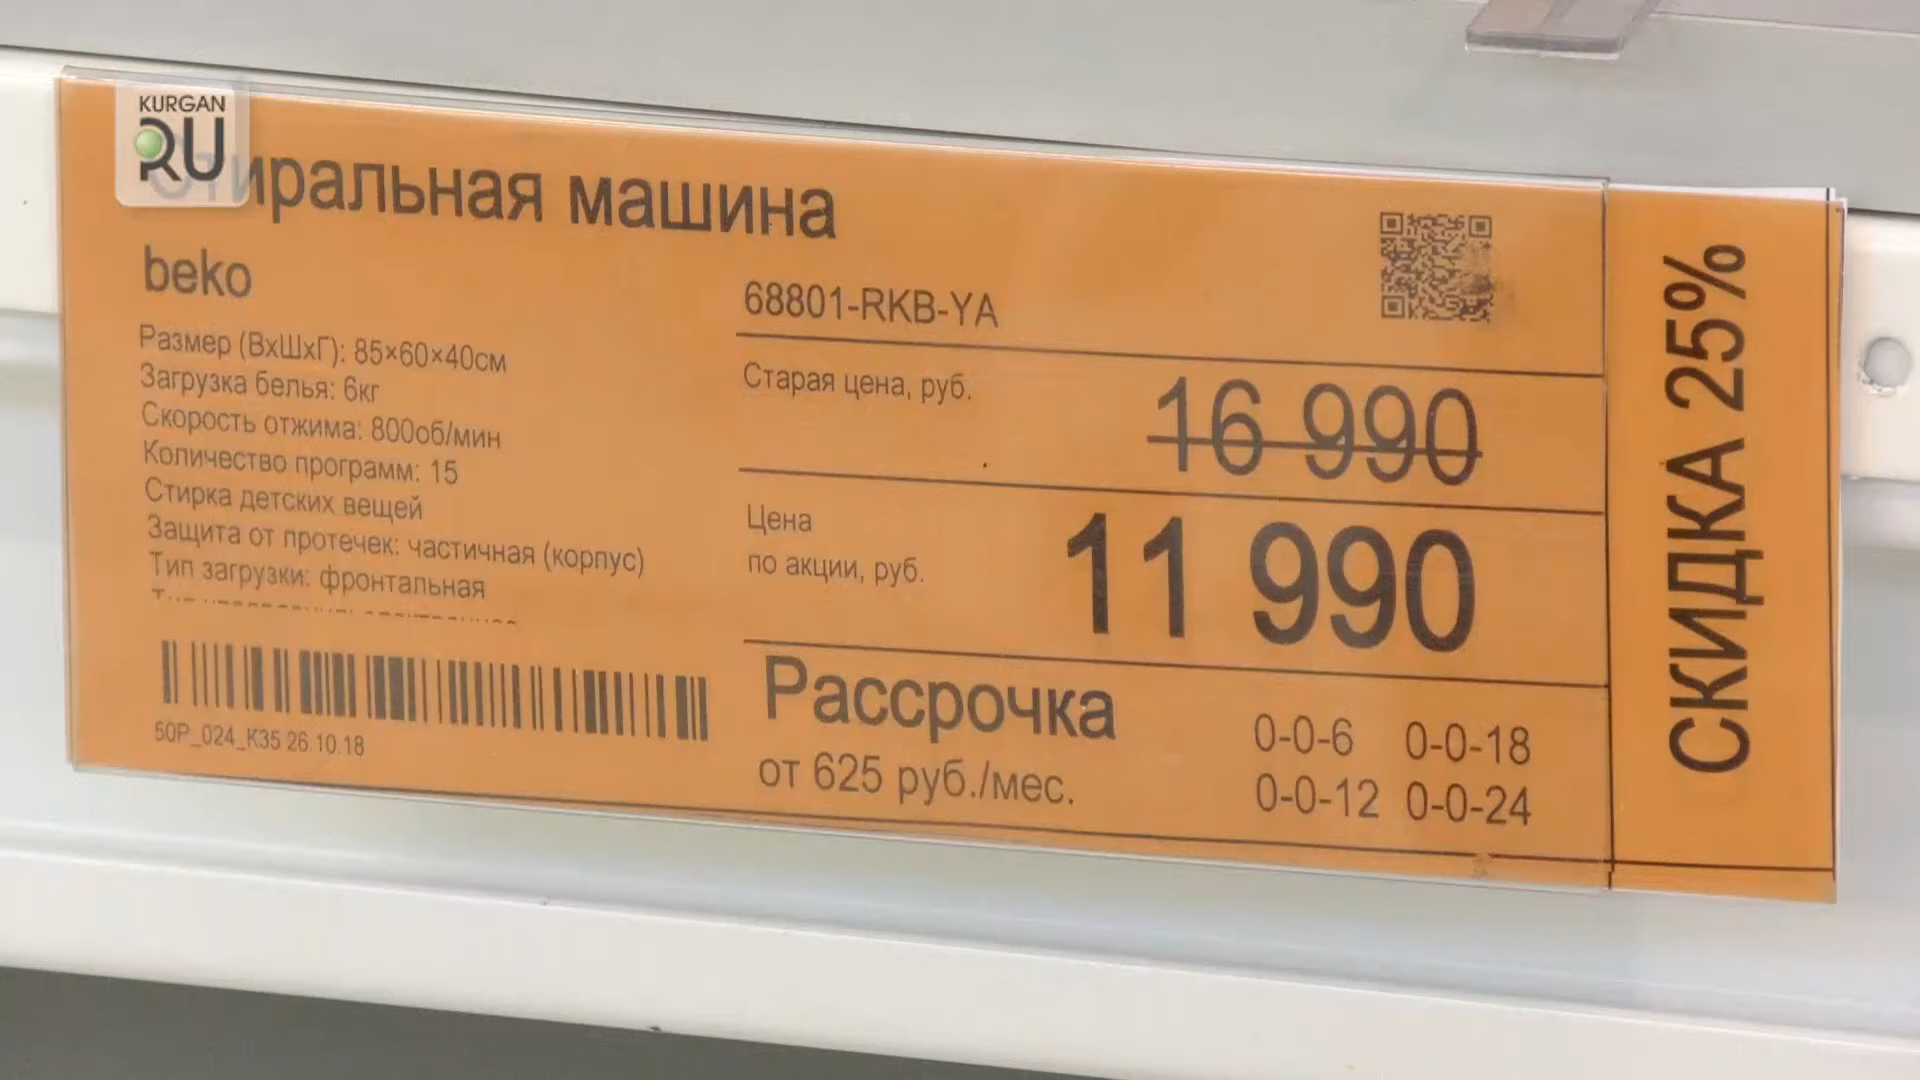 KURGAN
RU
Стиральная машина
beko
68801-RKB-YA
Размер (ВхШхГ): 85×60×40см
Загрузка белья: 6кг
Скорость отжима: 800об/мин
Количество программ: 15
Стирка детских вещей
Защита от протечек: частичная (корпус)
Тип загрузки: фронтальная
50P_024_K35 26.10.18
Старая цена, руб.
16 990
Цена
по акции, руб.
11 990
Рассрочка
от 625 руб./мес.
0-0-6 0-0-18
0-0-12 0-0-24
СКИДКА 25%